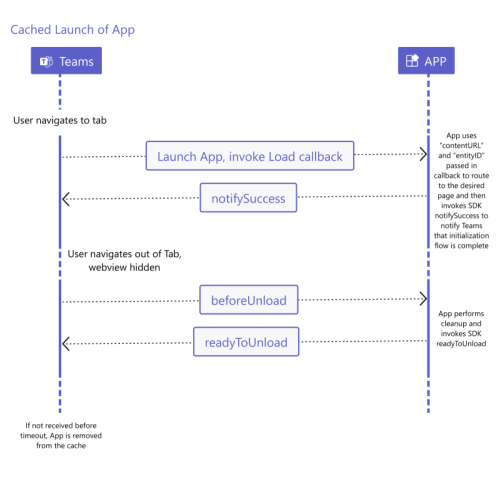 Cached Launch of App
Teams
APP
User navigates to tab
Launch App, invoke Load callback
App uses
"contentURL"
and "entityID"
passed in
callback to route
to the desired
page and then
invokes SDK
notifySuccess to
notify Teams
that initialization
flow is complete
notifySuccess
User navigates out of Tab,
webview hidden
beforeUnload
App performs
cleanup and
invokes SDK
readyToUnload
readyToUnload
If not received before
timeout, App is removed
from the cache